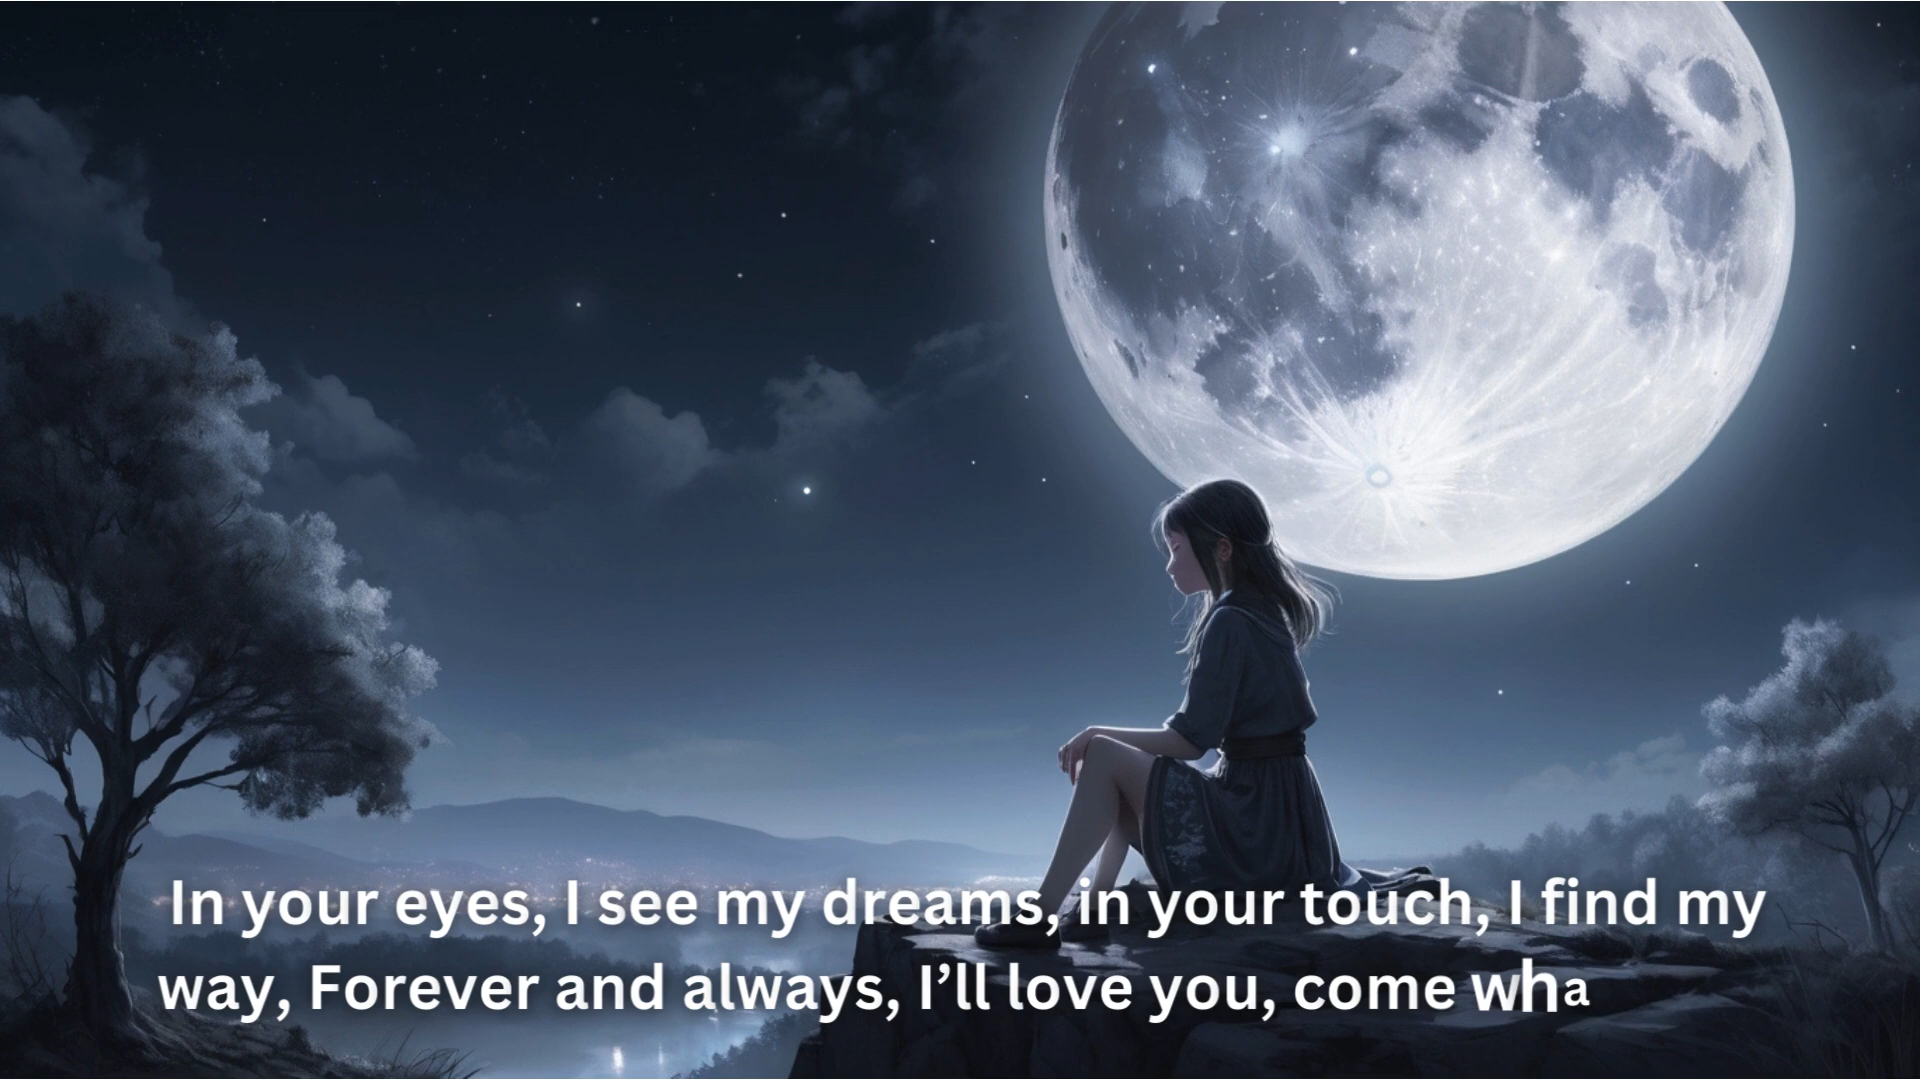 In your eyes, I see my dreams, in your touch, I find my
way, Forever and always, I’ll love you, come wha